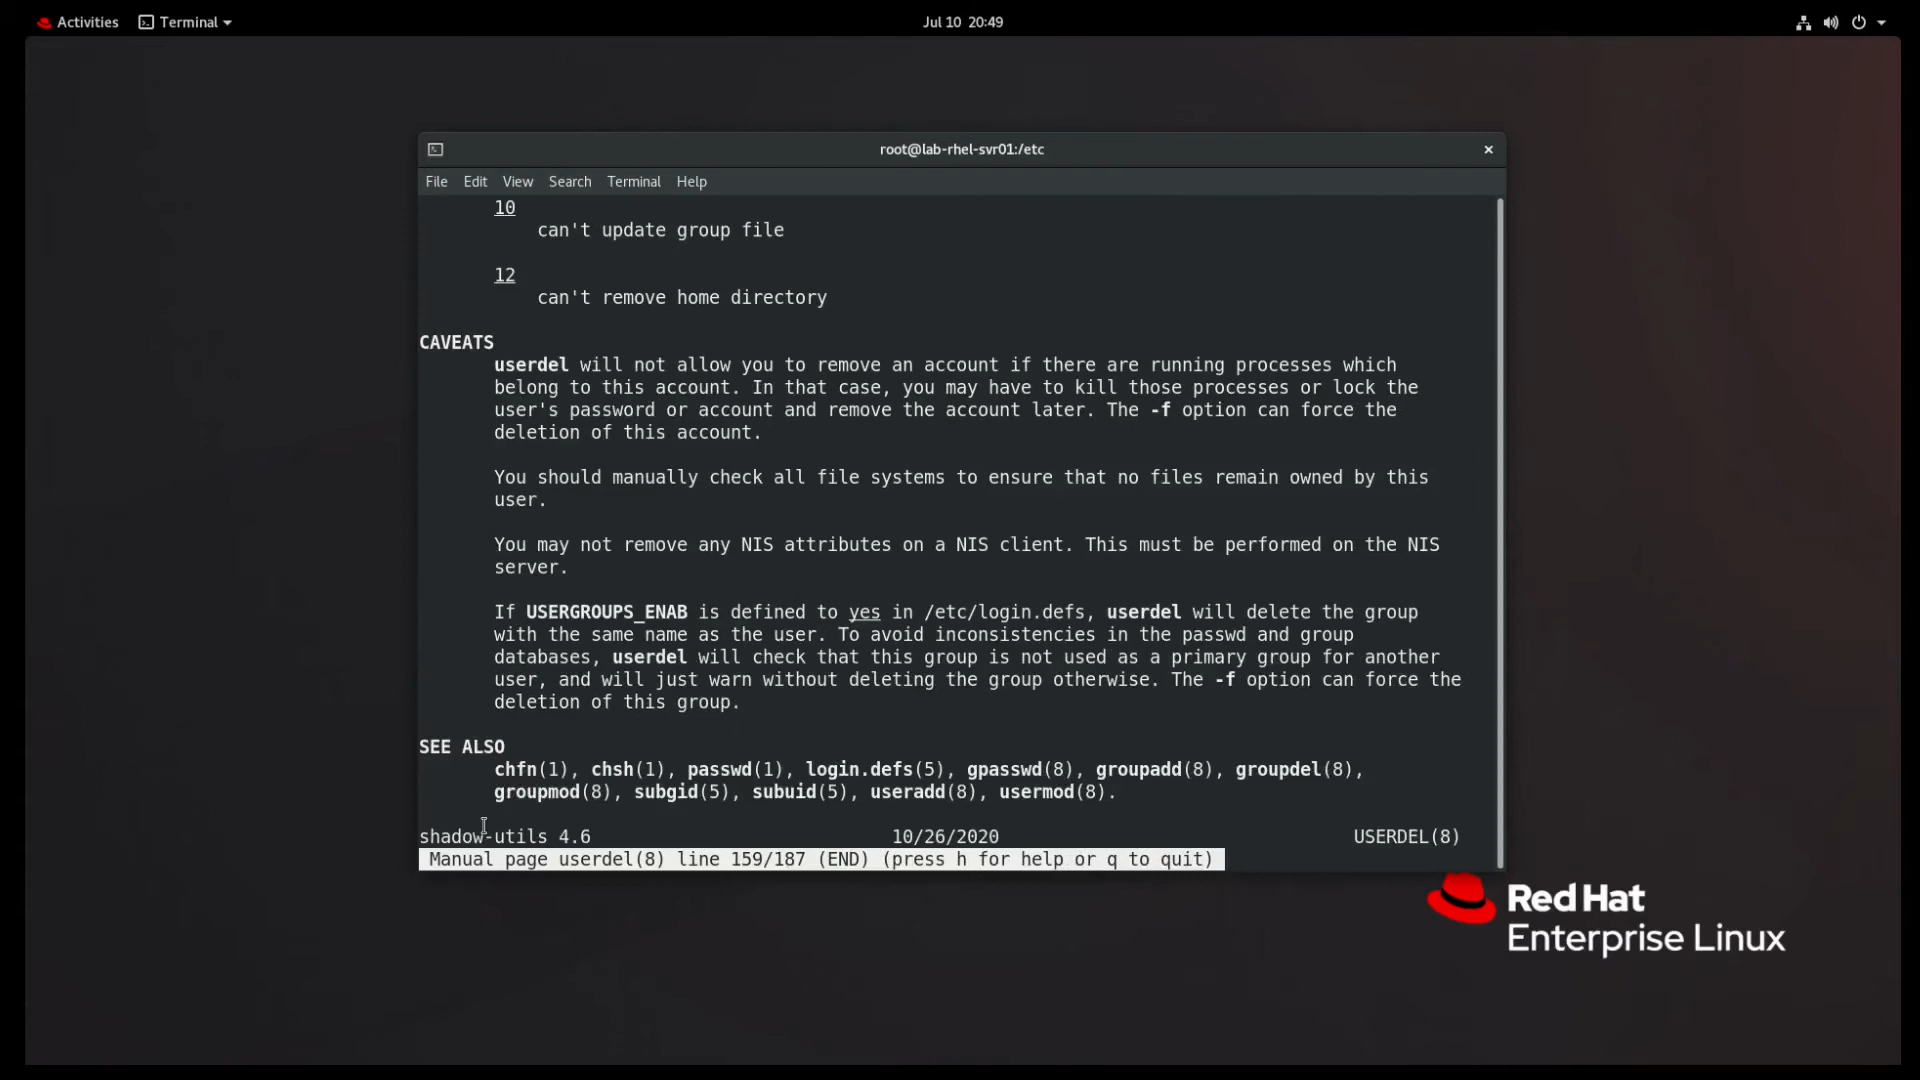 Activities Terminal Jul 10 20:49
root@lab-rhel-svr01:/etc ×
File Edit View Search Terminal Help
10
can't update group file
12
can't remove home directory
CAVEATS
userdel will not allow you to remove an account if there are running processes which
belong to this account. In that case, you may have to kill those processes or lock the
user's password or account and remove the account later. The -f option can force the
deletion of this account.
You should manually check all file systems to ensure that no files remain owned by this
user.
You may not remove any NIS attributes on a NIS client. This must be performed on the NIS
server.
If USERGROUPS_ENAB is defined to yes in /etc/login.defs, userdel will delete the group
with the same name as the user. To avoid inconsistencies in the passwd and group
databases, userdel will check that this group is not used as a primary group for another
user, and will just warn without deleting the group otherwise. The -f option can force the
deletion of this group.
SEE ALSO
chfn(1), chsh(1), passwd(1), login.defs(5), gpasswd(8), groupadd(8), groupdel(8),
groupmod(8), subgid(5), subuid(5), useradd(8), usermod(8).
shadow-utils 4.6 10/26/2020 USERDEL(8)
Manual page userdel(8) line 159/187 (END) (press h for help or q to quit)
Red Hat
Enterprise Linux